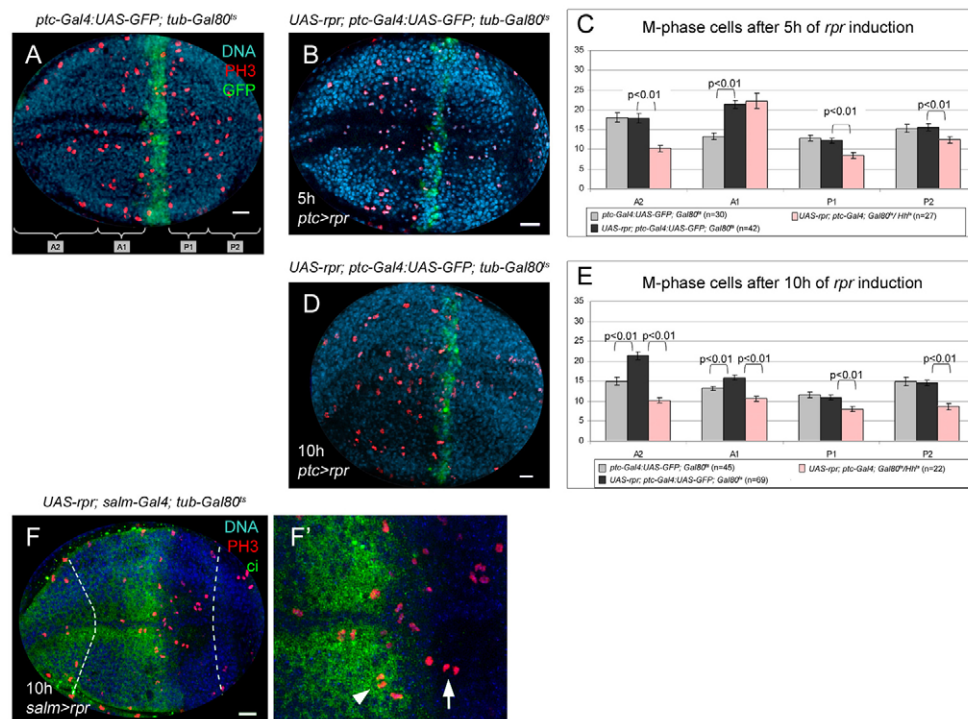 ptc-Gal4:UAS-GFP; tub-Gal80ts
A
DNA
PH3
GFP
A2 A1 P1 P2
UAS-rpr; ptc-Gal4:UAS-GFP; tub-Gal80ts
B
5h
ptc>rpr
C
M-phase cells after 5h of rpr induction
35
30
25
20
15
10
5
0
p<0.01 p<0.01 p<0.01 p<0.01
A2 A1 P1 P2
ptc-Gal4:UAS-GFP; Gal80ts (n=30)
UAS-rpr; ptc-Gal4; Gal80ts/Hhts (n=27)
UAS-rpr; ptc-Gal4:UAS-GFP; Gal80ts (n=42)
UAS-rpr; ptc-Gal4:UAS-GFP; tub-Gal80ts
D
10h
ptc>rpr
E
M-phase cells after 10h of rpr induction
35
30
25
20
15
10
5
0
p<0.01 p<0.01 p<0.01 p<0.01 p<0.01 p<0.01
A2 A1 P1 P2
ptc-Gal4:UAS-GFP; Gal80ts (n=45)
UAS-rpr; ptc-Gal4; Gal80ts/Hhts (n=22)
UAS-rpr; ptc-Gal4:UAS-GFP; Gal80ts (n=69)
UAS-rpr; salm-Gal4; tub-Gal80ts
F
DNA
PH3
ci
10h
salm>rpr
F'